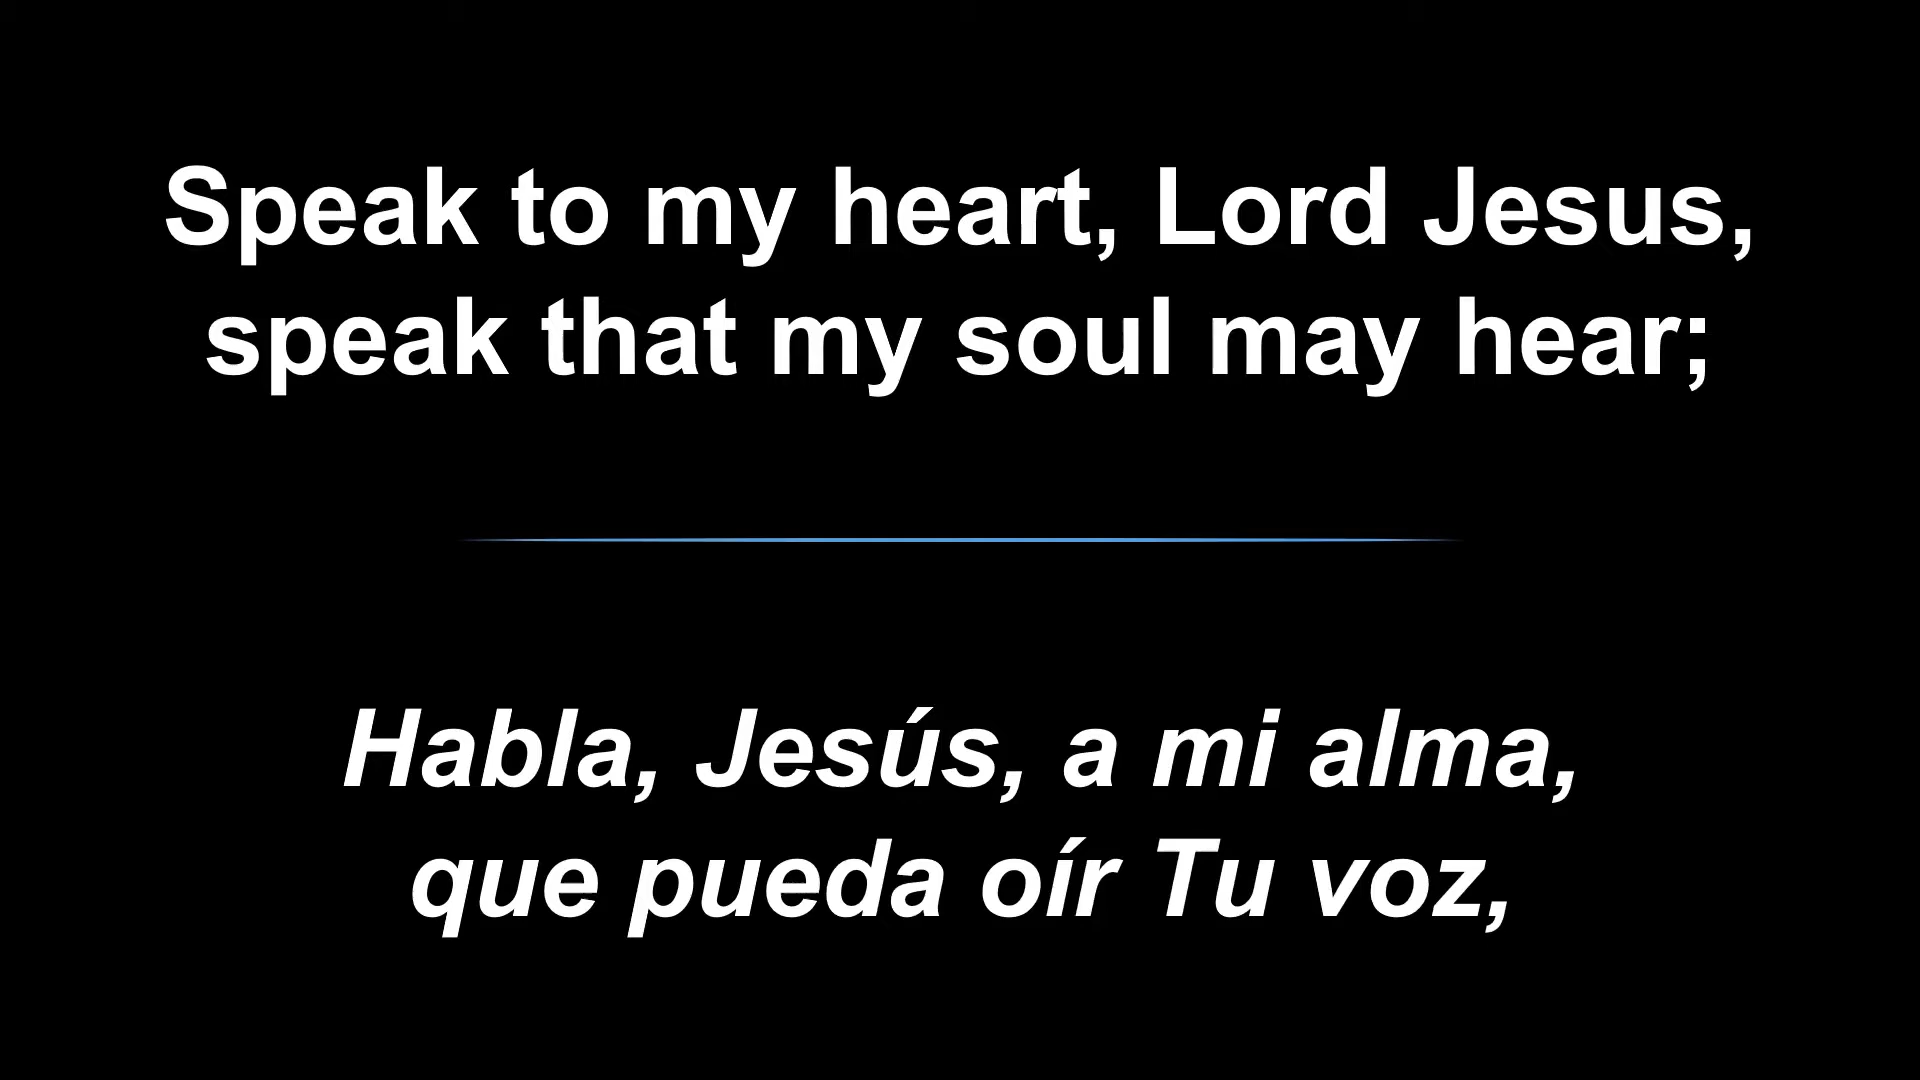 Speak to my heart, Lord Jesus,
speak that my soul may hear;
Habla, Jesús, a mi alma,
que pueda oír Tu voz,